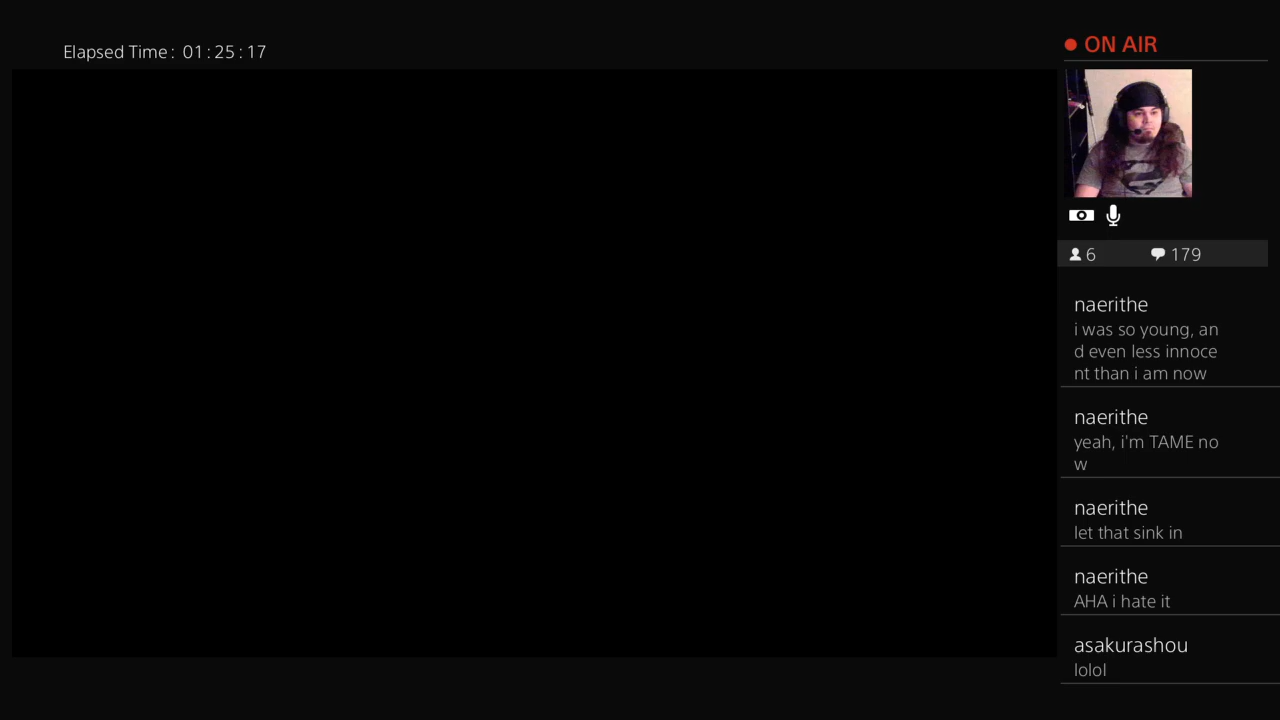 Elapsed Time: 01:25:17
ON AIR
6 179
naerithe
i was so young, an
d even less innoce
nt than i am now
naerithe
yeah, i'm TAME no
w
naerithe
let that sink in
naerithe
AHA i hate it
asakurashou
lolol